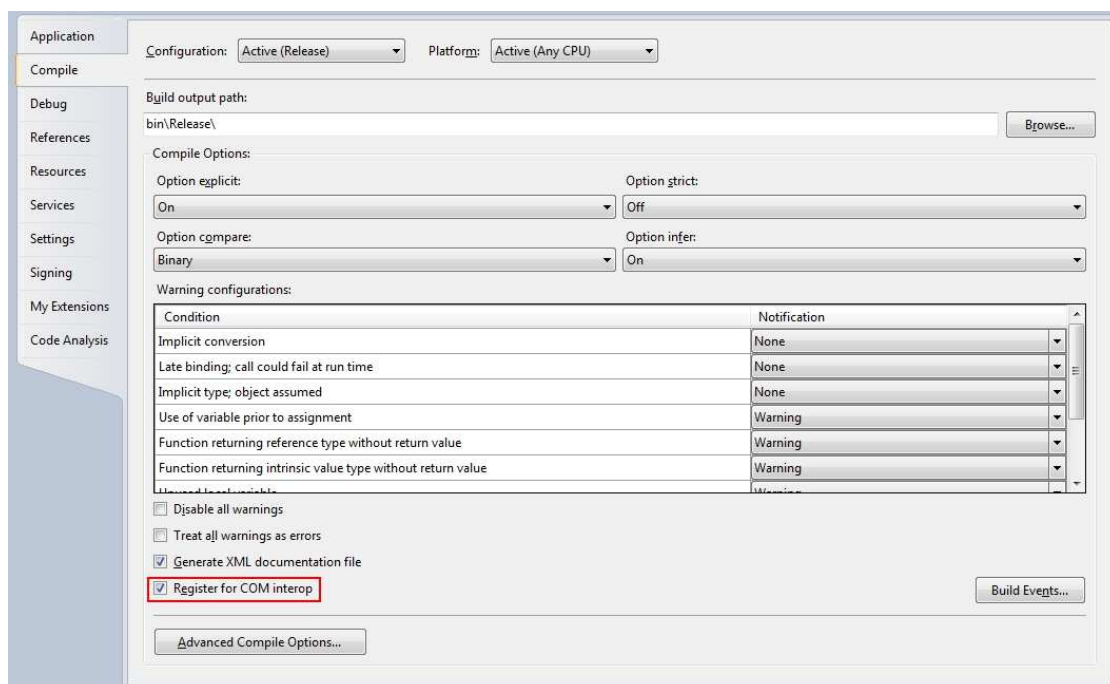 Application
Compile
Debug
References
Resources
Services
Settings
Signing
My Extensions
Code Analysis
Configuration: Active (Release) Platform: Active (Any CPU)
Build output path:
bin\Release\ Browse...
Compile Options:
Option explicit: Option strict:
On Off
Option compare: Option infer:
Binary On
Warning configurations:
Condition Notification
Implicit conversion None
Late binding; call could fail at run time None
Implicit type; object assumed None
Use of variable prior to assignment Warning
Function returning reference type without return value Warning
Function returning intrinsic value type without return value Warning
Unused local variable Warning
Disable all warnings
Treat all warnings as errors
Generate XML documentation file
Register for COM interop Build Events...
Advanced Compile Options...